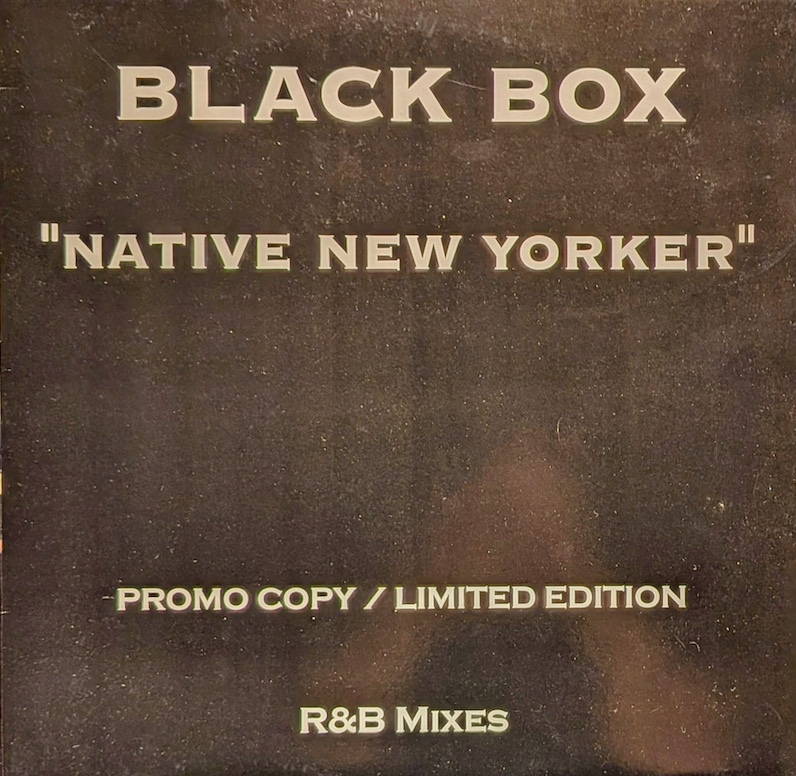 BLACK BOX
"NATIVE NEW YORKER"
PROMO COPY / LIMITED EDITION
R&B MIXES